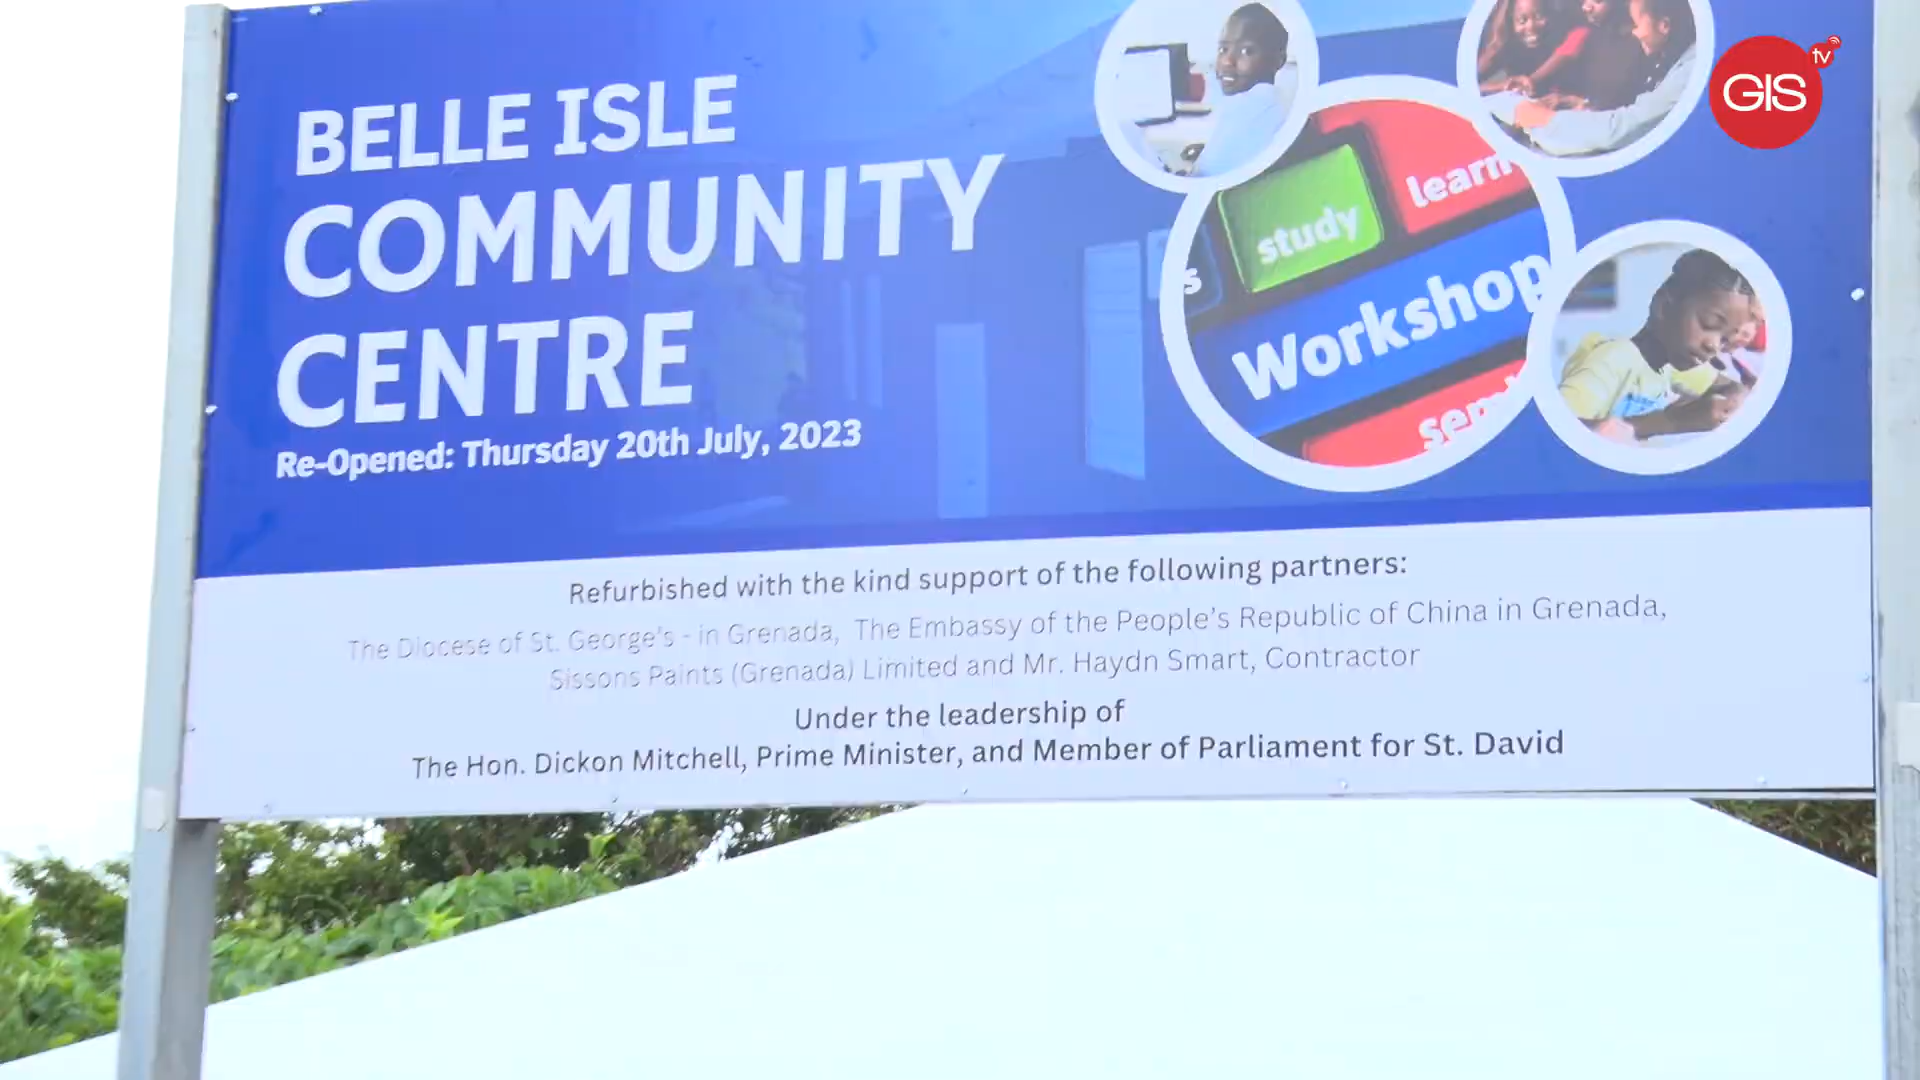 BELLE ISLE
COMMUNITY
CENTRE
Re-Opened: Thursday 20th July, 2023
study
learn
Workshop
Refurbished with the kind support of the following partners:
The Diocese of St. George's - in Grenada, The Embassy of the People's Republic of China in Grenada,
Sissons Paints (Grenada) Limited and Mr. Haydn Smart, Contractor
Under the leadership of
The Hon. Dickon Mitchell, Prime Minister, and Member of Parliament for St. David
GIS tv